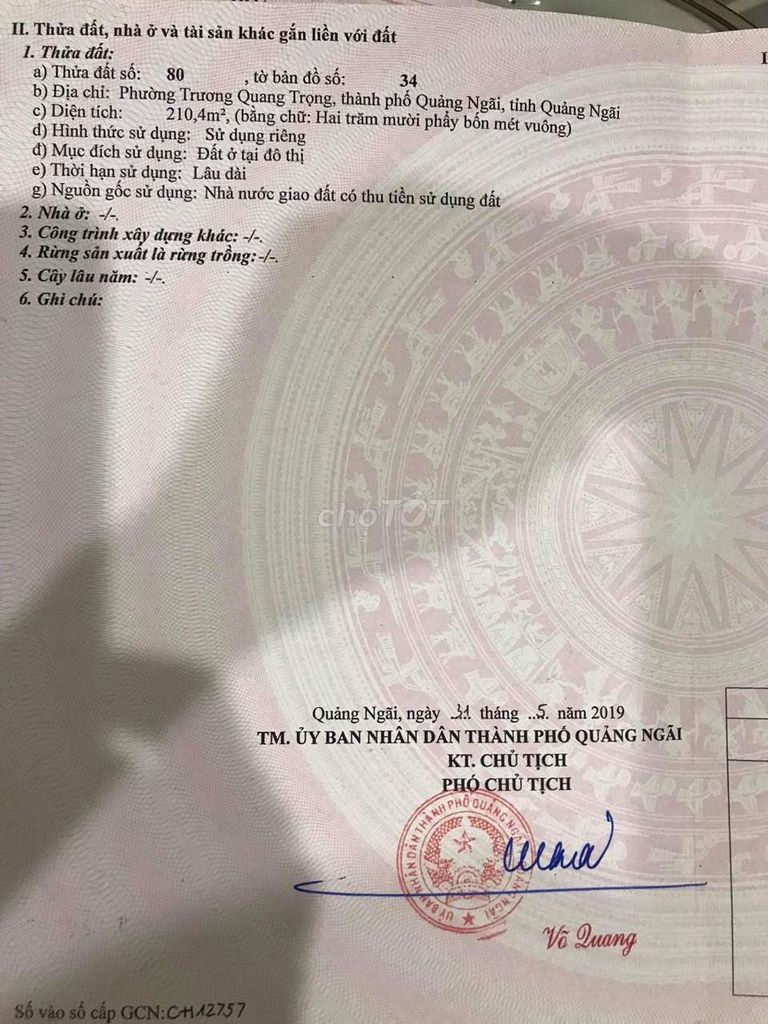 II. Thửa đất, nhà ở và tài sản khác gắn liền với đất
1. Thửa đất:
a) Thửa đất số: 80 , tờ bản đồ số: 34
b) Địa chỉ: Phường Trương Quang Trọng, thành phố Quảng Ngãi, tỉnh Quảng Ngãi
c) Diện tích: 210,4m², (bằng chữ: Hai trăm mười phẩy bốn mét vuông)
d) Hình thức sử dụng: Sử dụng riêng
đ) Mục đích sử dụng: Đất ở tại đô thị
e) Thời hạn sử dụng: Lâu dài
g) Nguồn gốc sử dụng: Nhà nước giao đất có thu tiền sử dụng đất
2. Nhà ở: -/-.
3. Công trình xây dựng khác: -/-.
4. Rừng sản xuất là rừng trồng: -/-.
5. Cây lâu năm: -/-.
6. Ghi chú:
choTỐT
Quảng Ngãi, ngày 31 tháng ..5. năm 2019
TM. ỦY BAN NHÂN DÂN THÀNH PHỐ QUẢNG NGÃI
KT. CHỦ TỊCH
PHÓ CHỦ TỊCH
ỦY BAN NHÂN DÂN THÀNH PHỐ QUẢNG NGÃI
Võ Quang
Số vào sổ cấp GCN: CH12757